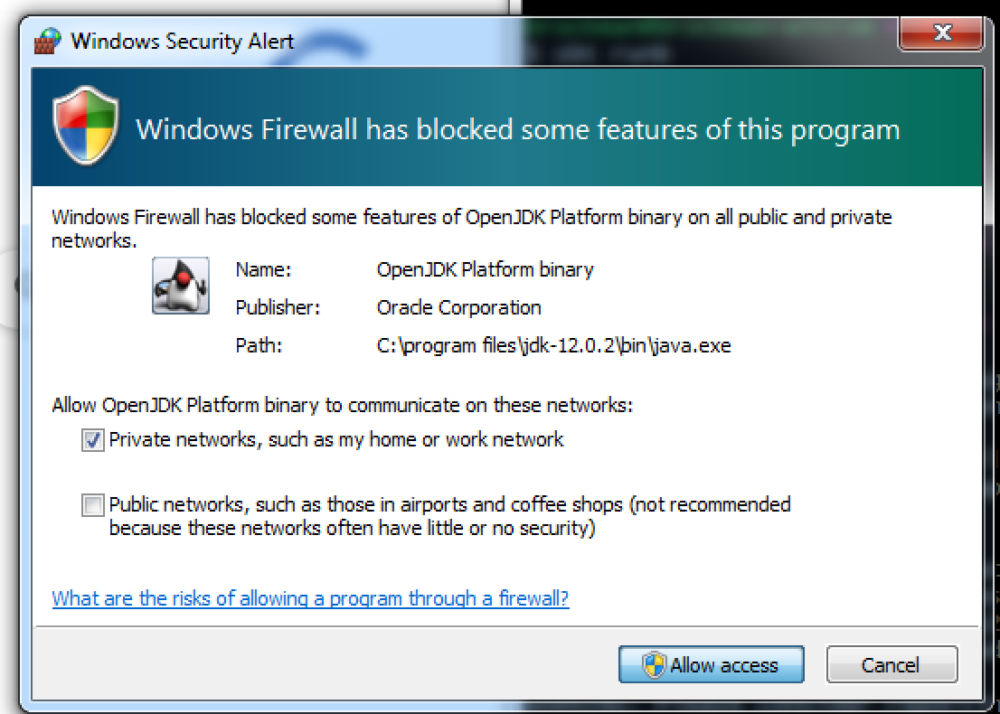 Windows Security Alert
Windows Firewall has blocked some features of this program
Windows Firewall has blocked some features of OpenJDK Platform binary on all public and private
networks.
Name: OpenJDK Platform binary
Publisher: Oracle Corporation
Path: C:\program files\jdk-12.0.2\bin\java.exe
Allow OpenJDK Platform binary to communicate on these networks:
Private networks, such as my home or work network
Public networks, such as those in airports and coffee shops (not recommended
because these networks often have little or no security)
What are the risks of allowing a program through a firewall?
Allow access Cancel